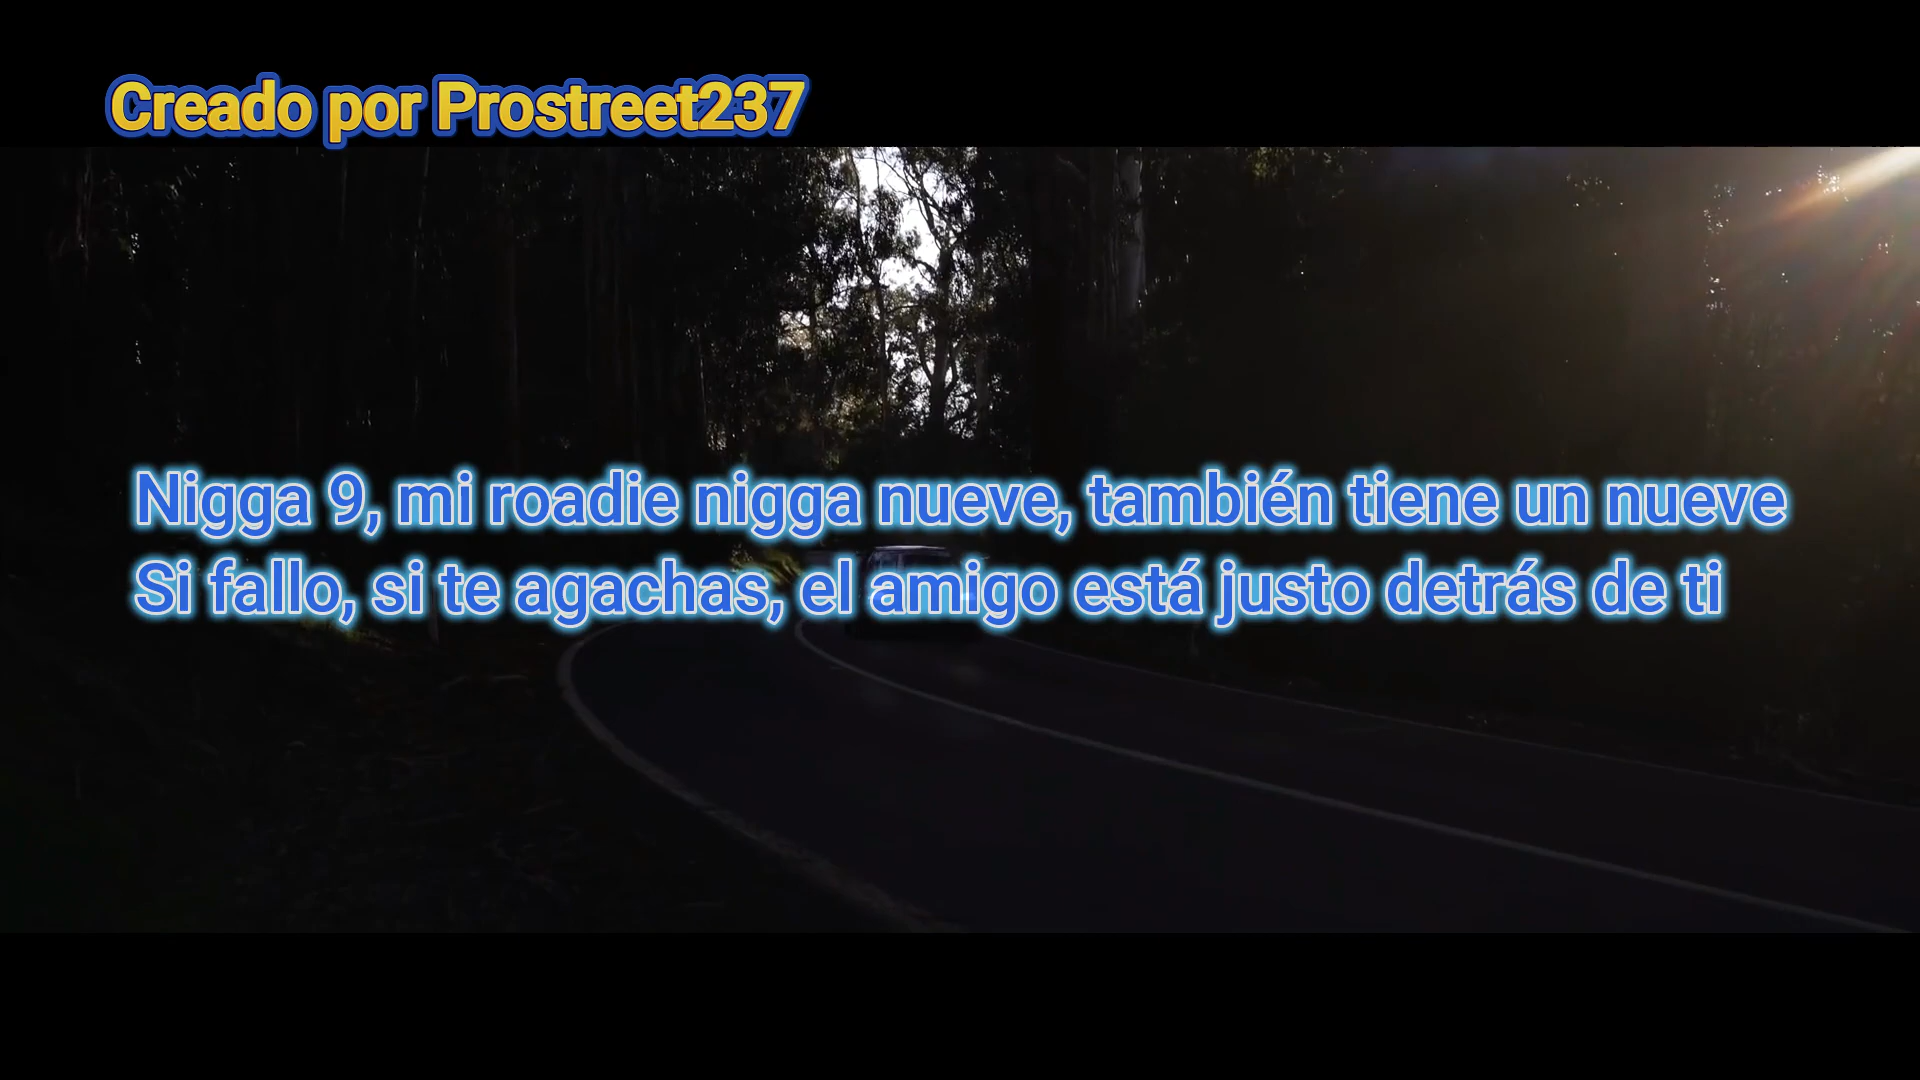 Creado por Prostreet237
Nigga 9, mi roadie nigga nueve, también tiene un nueve
Si fallo, si te agachas, el amigo está justo detrás de ti